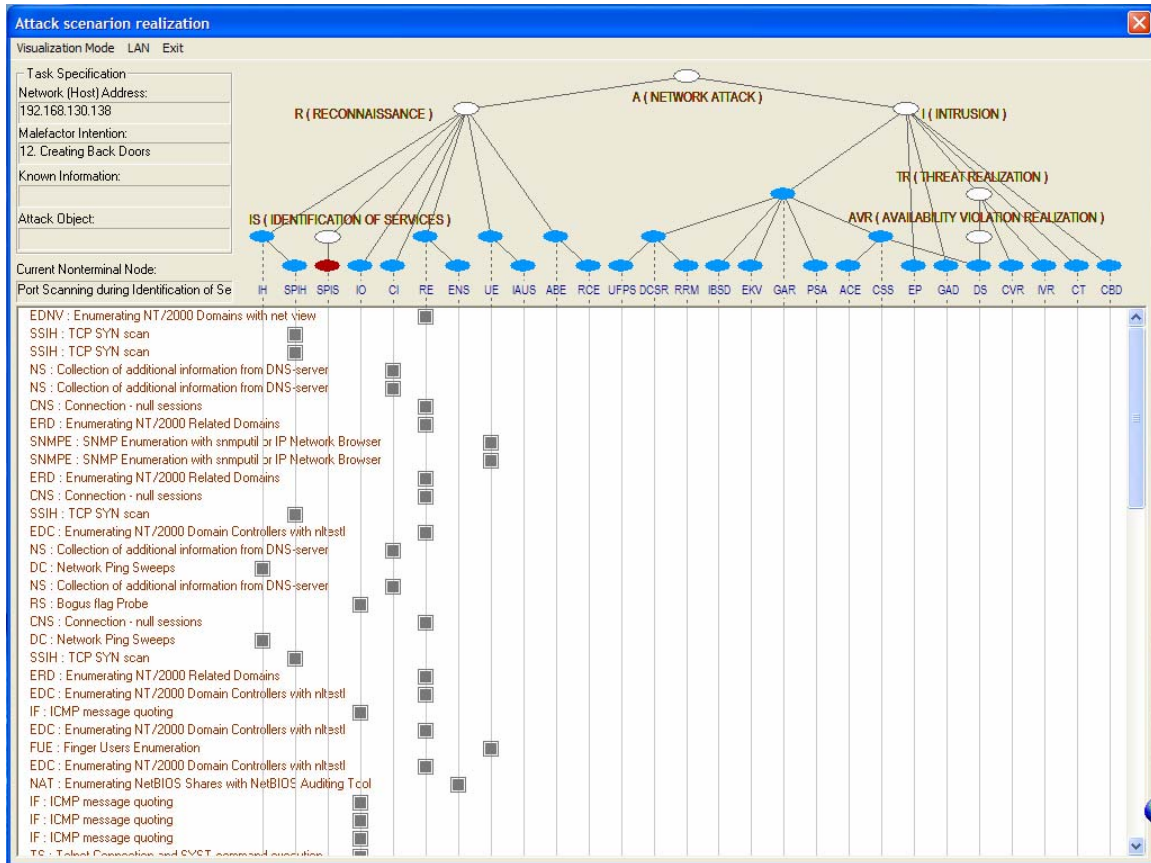 Attack scenarion realization
Visualization Mode LAN Exit
Task Specification
Network (Host) Address:
192.168.130.138
Malefactor Intention:
12. Creating Back Doors
Known Information:
Attack Object:
Current Nonterminal Node:
Port Scanning during Identification of Se
A ( NETWORK ATTACK )
R ( RECONNAISSANCE )
I ( INTRUSION )
TR ( THREAT REALIZATION )
IS ( IDENTIFICATION OF SERVICES )
AVR ( AVAILABILITY VIOLATION REALIZATION )
IH SPIH SPIS IO CI RE ENS UE IAUS ABE RCE UFPS DCSR RRM IBSD EKV GAR PSA ACE CSS EP GAD DS CVR IVR CT CBD
EDNV : Enumerating NT/2000 Domains with net view
SSIH : TCP SYN scan
SSIH : TCP SYN scan
NS : Collection of additional information from DNS-server
NS : Collection of additional information from DNS-server
CNS : Connection - null sessions
ERD : Enumerating NT/2000 Related Domains
SNMPE : SNMP Enumeration with snmputil or IP Network Browser
SNMPE : SNMP Enumeration with snmputil or IP Network Browser
ERD : Enumerating NT/2000 Related Domains
CNS : Connection - null sessions
SSIH : TCP SYN scan
EDC : Enumerating NT/2000 Domain Controllers with nltestl
NS : Collection of additional information from DNS-server
DC : Network Ping Sweeps
NS : Collection of additional information from DNS-server
RS : Bogus flag Probe
CNS : Connection - null sessions
DC : Network Ping Sweeps
SSIH : TCP SYN scan
ERD : Enumerating NT/2000 Related Domains
EDC : Enumerating NT/2000 Domain Controllers with nltestl
IF : ICMP message quoting
EDC : Enumerating NT/2000 Domain Controllers with nltestl
FUE : Finger Users Enumeration
EDC : Enumerating NT/2000 Domain Controllers with nltestl
NAT : Enumerating NetBIOS Shares with NetBIOS Auditing Tool
IF : ICMP message quoting
IF : ICMP message quoting
IF : ICMP message quoting
TS : Telnet Connection and SYST command execution